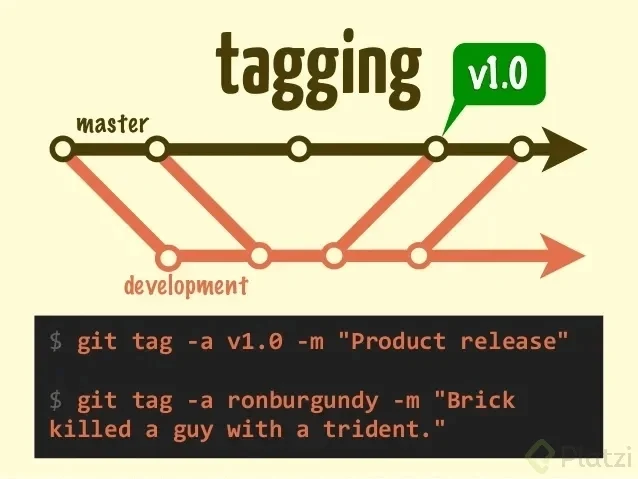 tagging
v1.0
master
development
$ git tag -a v1.0 -m "Product release"
$ git tag -a ronburgundy -m "Brick
killed a guy with a trident."
Platzi